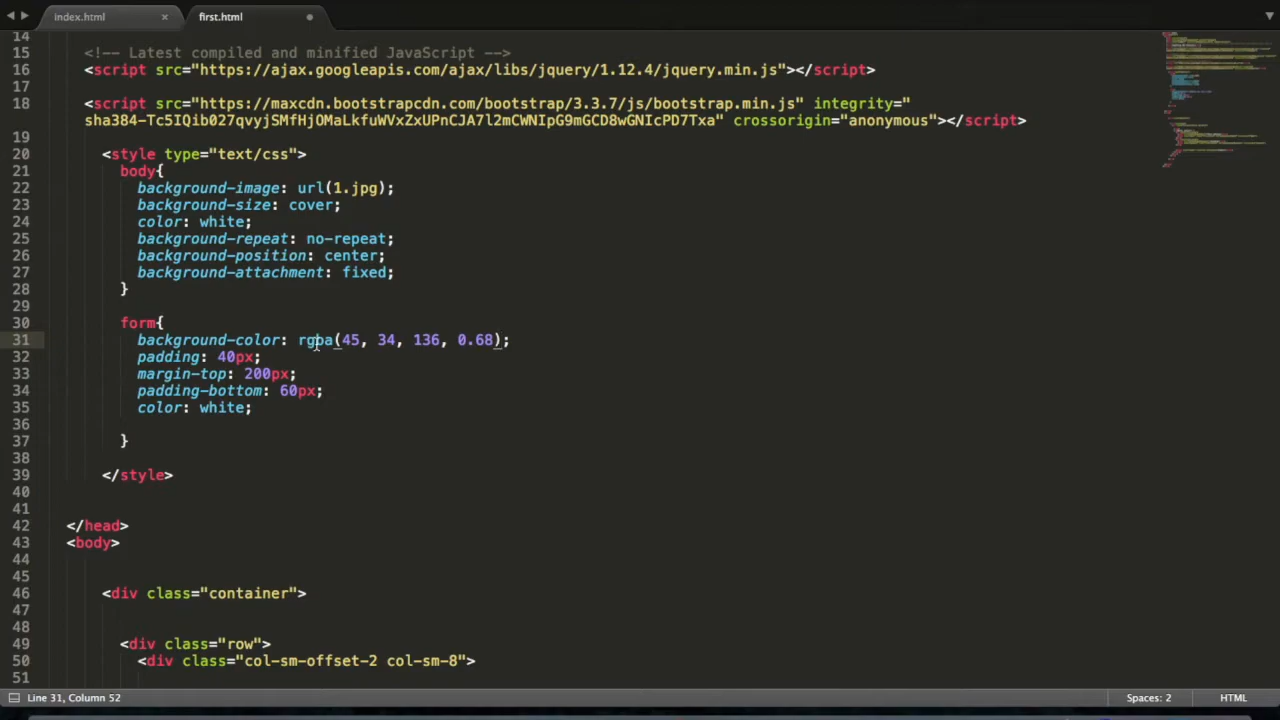 index.html × first.html
14
15 <!-- Latest compiled and minified JavaScript -->
16 <script src="https://ajax.googleapis.com/ajax/libs/jquery/1.12.4/jquery.min.js"></script>
17
18 <script src="https://maxcdn.bootstrapcdn.com/bootstrap/3.3.7/js/bootstrap.min.js" integrity="
sha384-Tc5IQib027qvyjSMfHjOMaLkfuWVxZxUPnCJA7l2mCWNIpG9mGCD8wGNIcPD7Txa" crossorigin="anonymous"></script>
19
20 <style type="text/css">
21 body{
22 background-image: url(1.jpg);
23 background-size: cover;
24 color: white;
25 background-repeat: no-repeat;
26 background-position: center;
27 background-attachment: fixed;
28 }
29
30 form{
31 background-color: rgba(45, 34, 136, 0.68);
32 padding: 40px;
33 margin-top: 200px;
34 padding-bottom: 60px;
35 color: white;
36
37 }
38
39 </style>
40
41
42 </head>
43 <body>
44
45
46 <div class="container">
47
48
49 <div class="row">
50 <div class="col-sm-offset-2 col-sm-8">
51
Line 31, Column 52 Spaces: 2 HTML